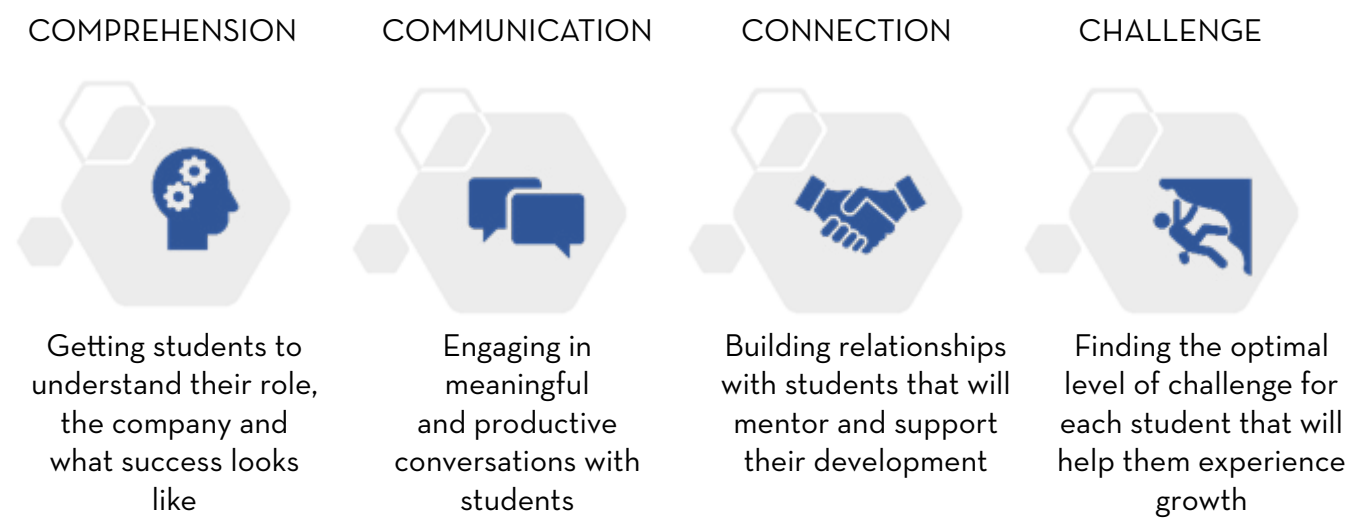 COMPREHENSION
Getting students to
understand their role,
the company and
what success looks
like
COMMUNICATION
Engaging in
meaningful
and productive
conversations with
students
CONNECTION
Building relationships
with students that will
mentor and support
their development
CHALLENGE
Finding the optimal
level of challenge for
each student that will
help them experience
growth